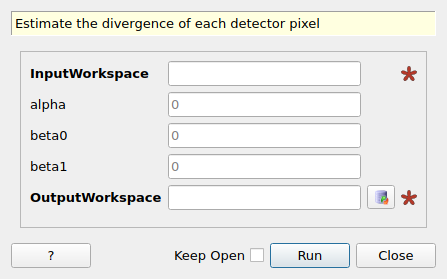 Estimate the divergence of each detector pixel
InputWorkspace
alpha 0
beta0 0
beta1 0
OutputWorkspace
? Keep Open Run Close